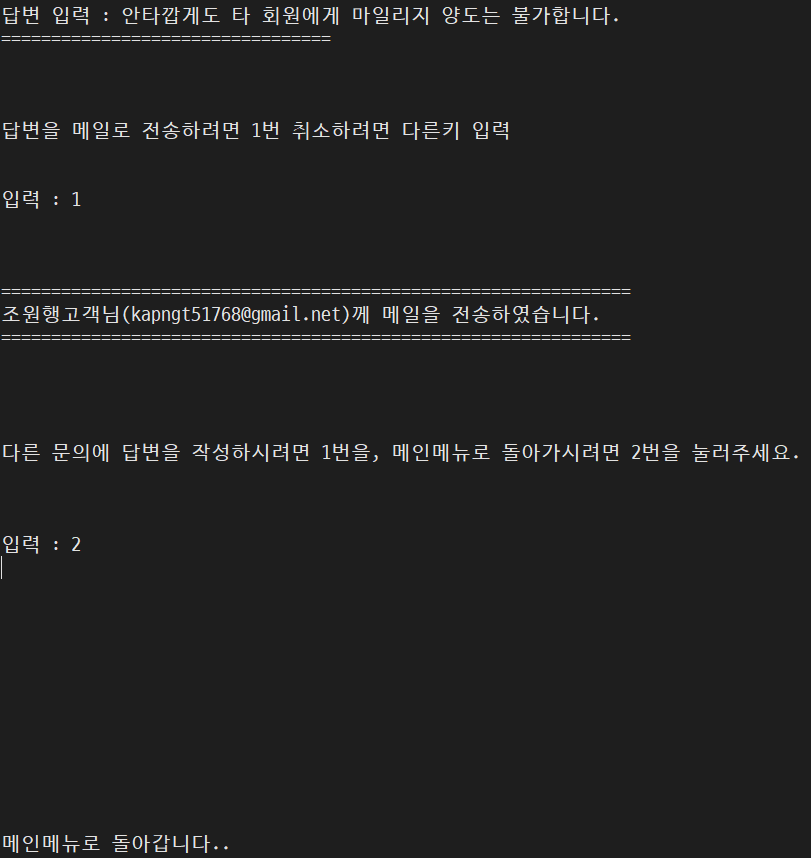 답변 입력 : 안타깝게도 타 회원에게 마일리지 양도는 불가합니다.
=================================
답변을 메일로 전송하려면 1번 취소하려면 다른키 입력
입력 : 1
===============================================================
조원행고객님(kapngt51768@gmail.net)께 메일을 전송하였습니다.
===============================================================
다른 문의에 답변을 작성하시려면 1번을, 메인메뉴로 돌아가시려면 2번을 눌러주세요.
입력 : 2
메인메뉴로 돌아갑니다..